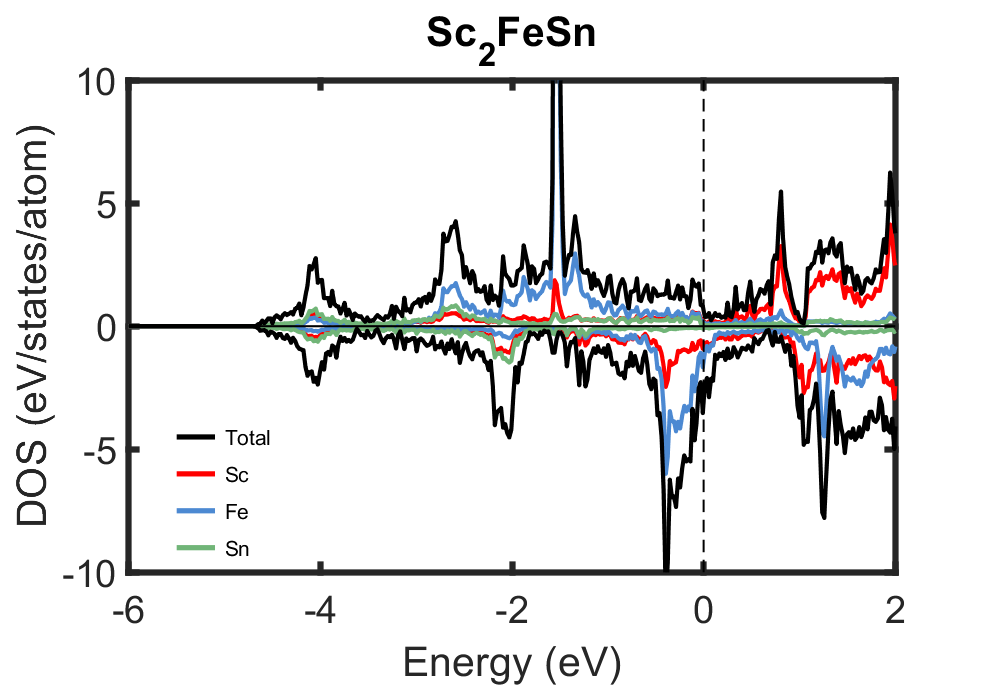 Sc2FeSn
10
5
0
-5
-10
DOS (eV/states/atom)
Total
Sc
Fe
Sn
-6 -4 -2 0 2
Energy (eV)